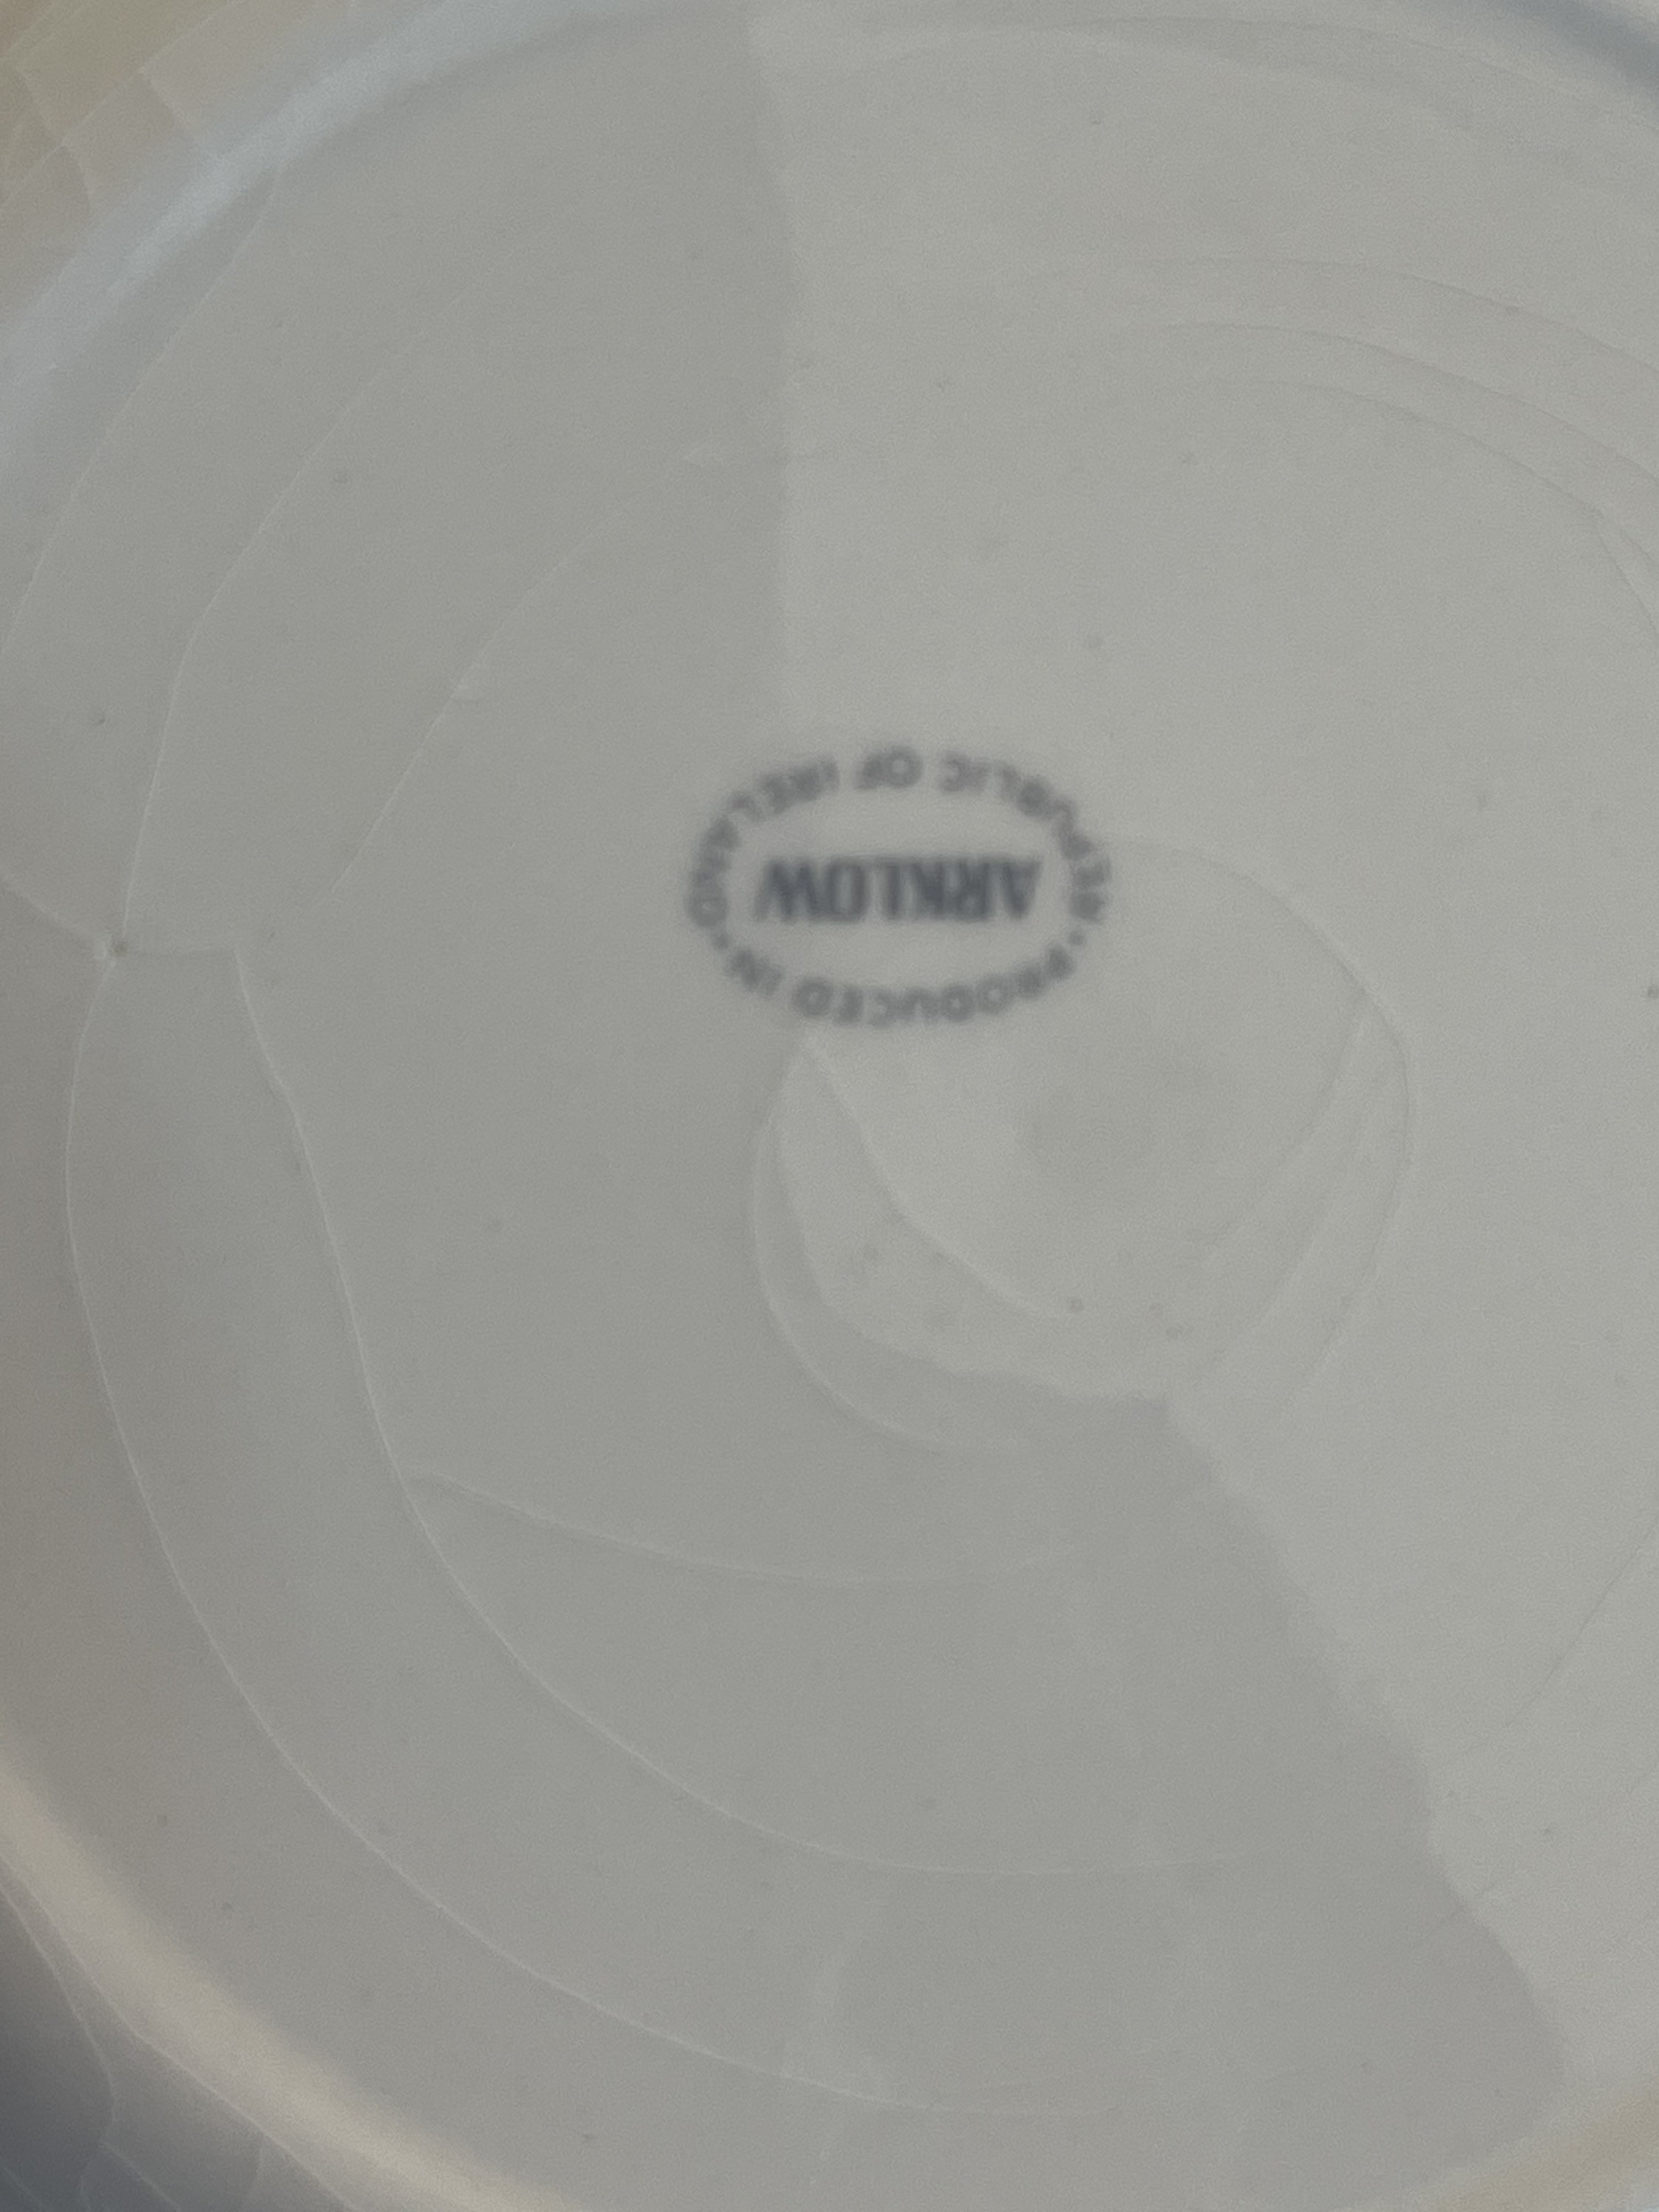 PRODUCED IN
ARKLOW
REPUBLIC OF IRELAND